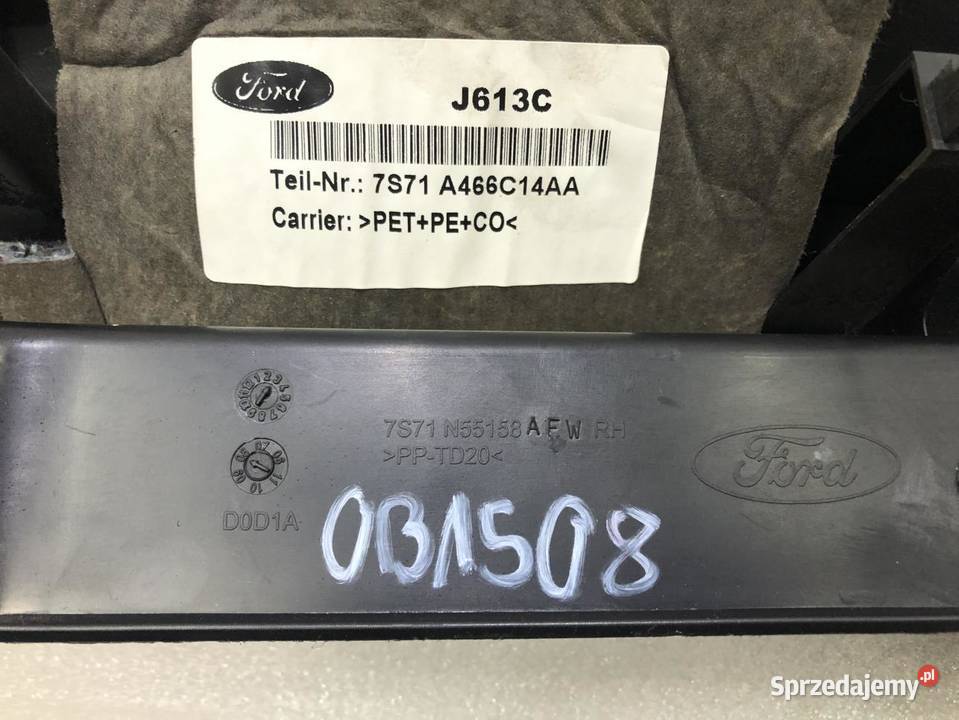 Ford
J613C
Teil-Nr.: 7S71 A466C14AA
Carrier: >PET+PE+CO<
7S71 N55158 AFW RH
>PP-TD20<
Ford
D0D1A
0B1508
Sprzedajemy.pl